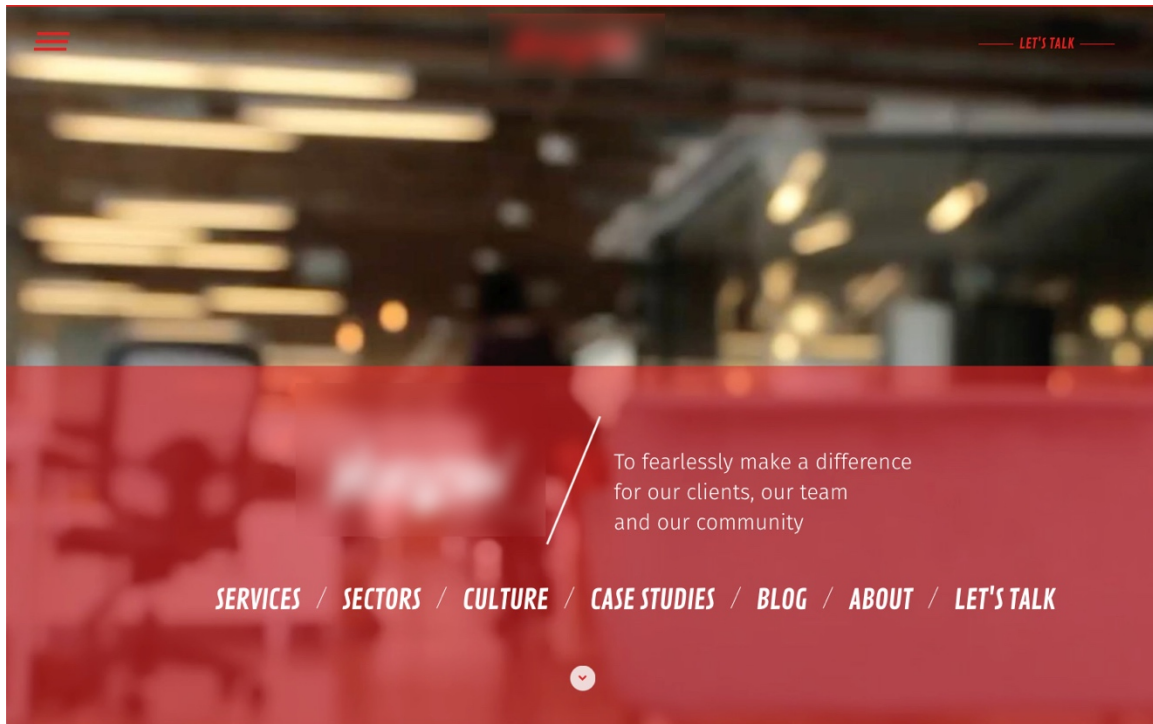 LET'S TALK
To fearlessly make a difference
for our clients, our team
and our community
SERVICES / SECTORS / CULTURE / CASE STUDIES / BLOG / ABOUT / LET'S TALK